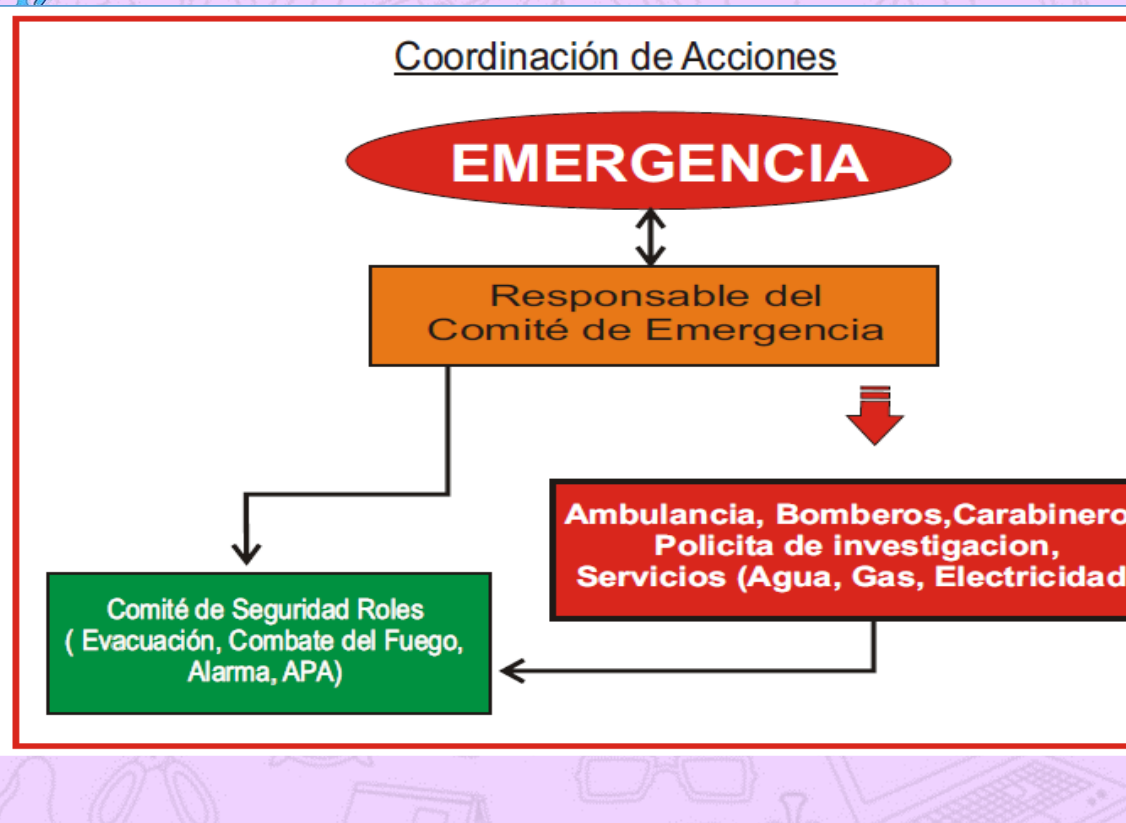 Coordinación de Acciones
EMERGENCIA
Responsable del
Comité de Emergencia
Ambulancia, Bomberos,Carabinero
Policita de investigacion,
Servicios (Agua, Gas, Electricidad
Comité de Seguridad Roles
( Evacuación, Combate del Fuego,
Alarma, APA)